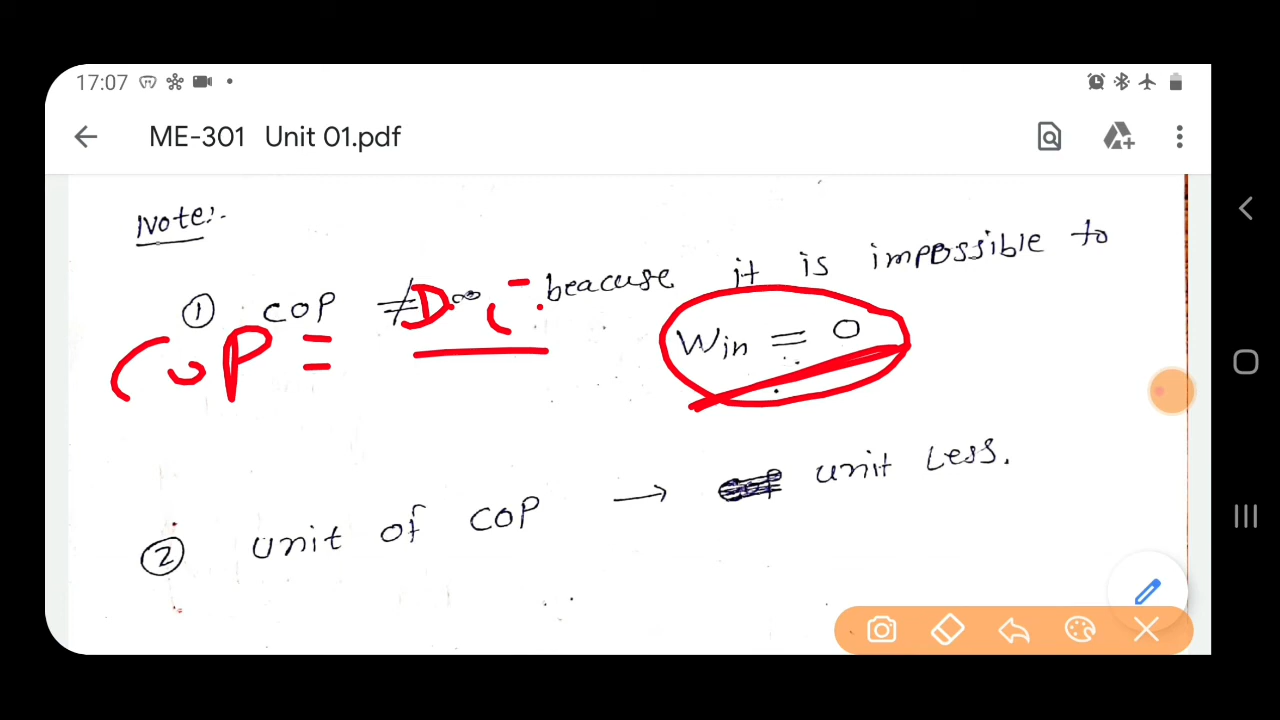 17:07
ME-301 Unit 01.pdf
Note:-
① COP ≠ ∞ beacuse it is impossible to
Win = 0
COP = D.E.
② unit of COP → unit Less.